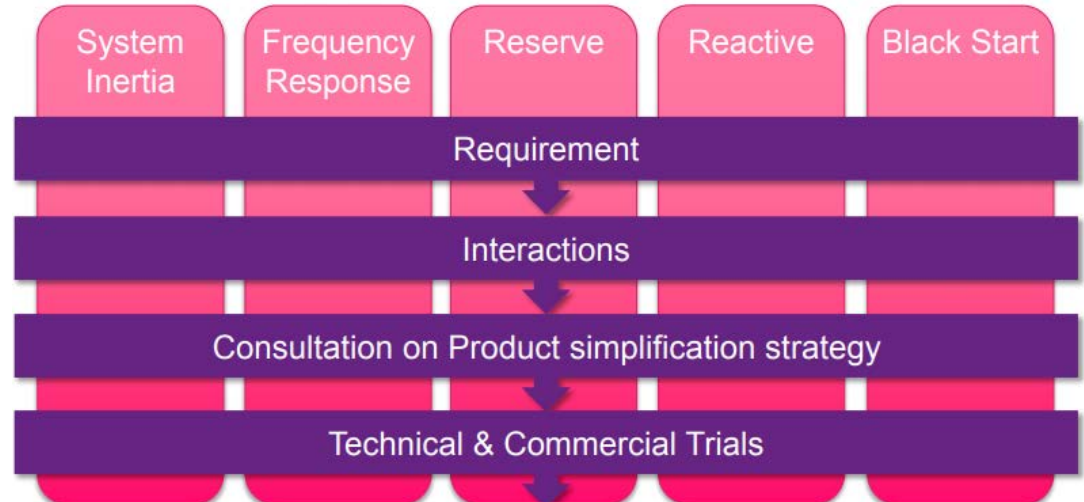 System
Inertia
Frequency
Response
Reserve
Reactive
Black Start
Requirement
Interactions
Consultation on Product simplification strategy
Technical & Commercial Trials